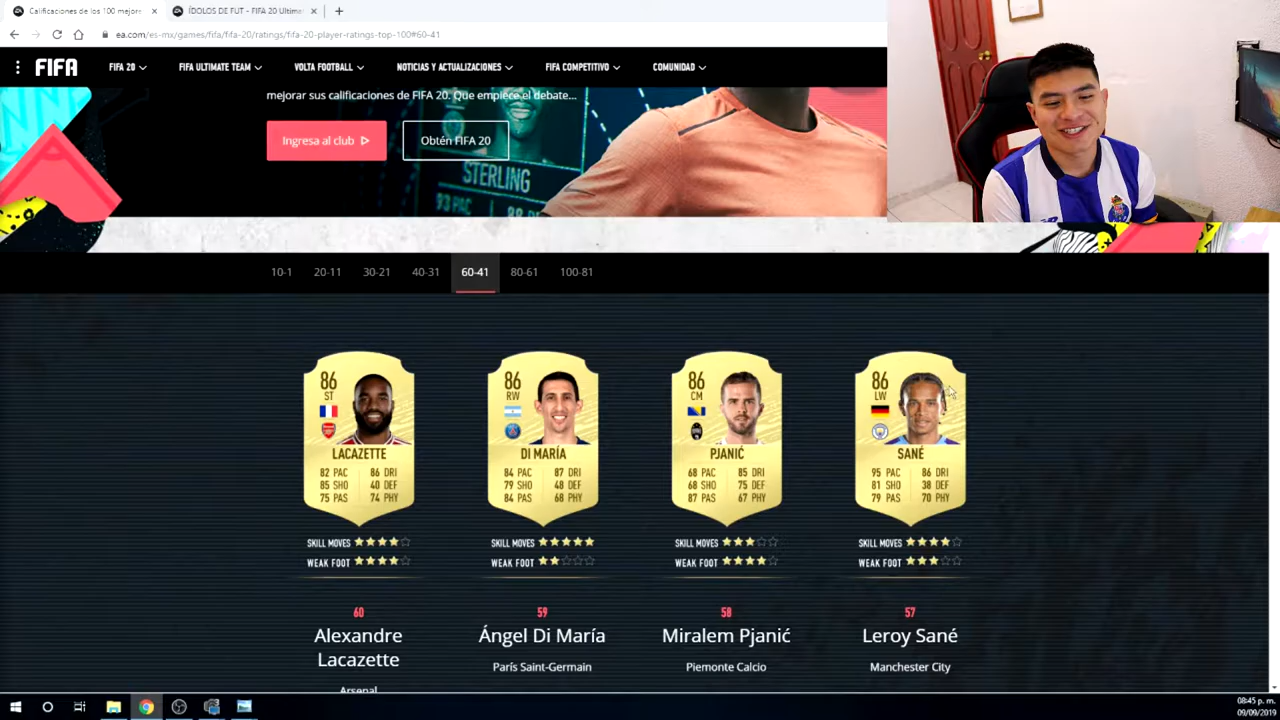 Calificaciones de los 100 mejor
ÍDOLOS DE FUT - FIFA 20 Ultim
ea.com/es-mx/games/fifa/fifa-20/ratings/fifa-20-player-ratings-top-100#60-41
FIFA
FIFA 20
FIFA ULTIMATE TEAM
VOLTA FOOTBALL
NOTICIAS Y ACTUALIZACIONES
FIFA COMPETITIVO
COMUNIDAD
mejorar sus calificaciones de FIFA 20. Que empiece el debate...
Ingresa al club
Obtén FIFA 20
STERLING
93 PAC
10-1
20-11
30-21
40-31
60-41
80-61
100-81
86
ST
LACAZETTE
82 PAC 86 DRI
85 SHO 40 DEF
75 PAS 74 PHY
SKILL MOVES
WEAK FOOT
60
Alexandre
Lacazette
Arsenal
86
RW
DI MARÍA
84 PAC 87 DRI
79 SHO 48 DEF
84 PAS 68 PHY
SKILL MOVES
WEAK FOOT
59
Ángel Di María
París Saint-Germain
86
CM
PJANIĆ
68 PAC 85 DRI
68 SHO 75 DEF
87 PAS 67 PHY
SKILL MOVES
WEAK FOOT
58
Miralem Pjanić
Piemonte Calcio
86
LW
SANÉ
95 PAC 86 DRI
81 SHO 38 DEF
79 PAS 70 PHY
SKILL MOVES
WEAK FOOT
57
Leroy Sané
Manchester City
08:45 p. m.
09/09/2019